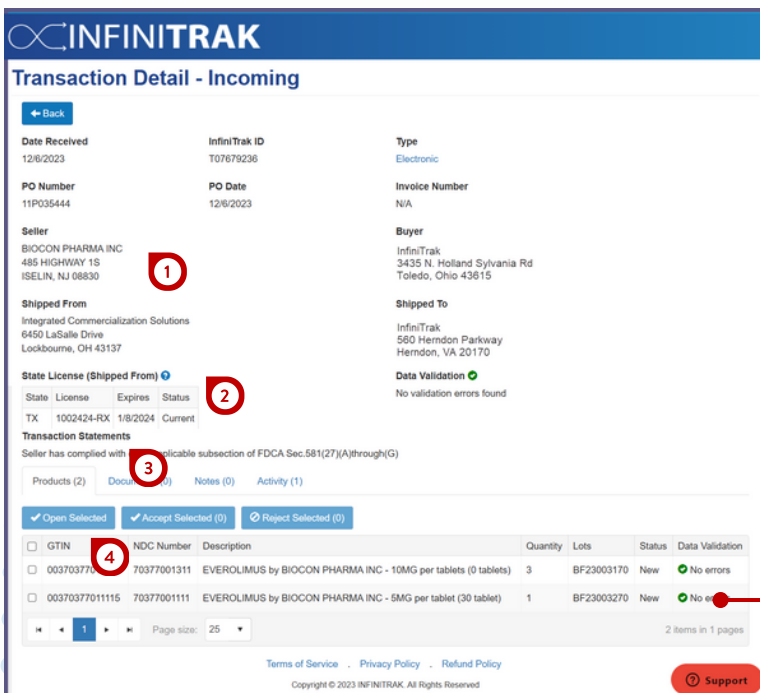 INFINITRAK
Transaction Detail - Incoming
Back
Date Received InfiniTrak ID Type
12/6/2023 T07679236 Electronic
PO Number PO Date Invoice Number
11P035444 12/6/2023 N/A
Seller Buyer
BIOCON PHARMA INC InfiniTrak
485 HIGHWAY 1S 3435 N. Holland Sylvania Rd
ISELIN, NJ 08830 Toledo, Ohio 43615
1
Shipped From Shipped To
Integrated Commercialization Solutions InfiniTrak
6450 LaSalle Drive 560 Herndon Parkway
Lockbourne, OH 43137 Herndon, VA 20170
State License (Shipped From) Data Validation
2
State License Expires Status No validation errors found
TX 1002424-RX 1/8/2024 Current
Transaction Statements
Seller has complied with applicable subsection of FDCA Sec.581(27)(A)through(G)
3
Products (2) (0) Notes (0) Activity (1)
Open Selected Accept Selected (0) Reject Selected (0)
GTIN NDC Number Description Quantity Lots Status Data Validation
4
70377001311 EVEROLIMUS by BIOCON PHARMA INC - 10MG per tablets (0 tablets) 3 BF23003170 New No errors
00370377011115 70377001111 EVEROLIMUS by BIOCON PHARMA INC - 5MG per tablet (30 tablet) 1 BF23003270 New No
1 Page size: 25 2 items in 1 pages
Terms of Service . Privacy Policy . Refund Policy
Copyright © 2023 INFINITRAK. All Rights Reserved
Support